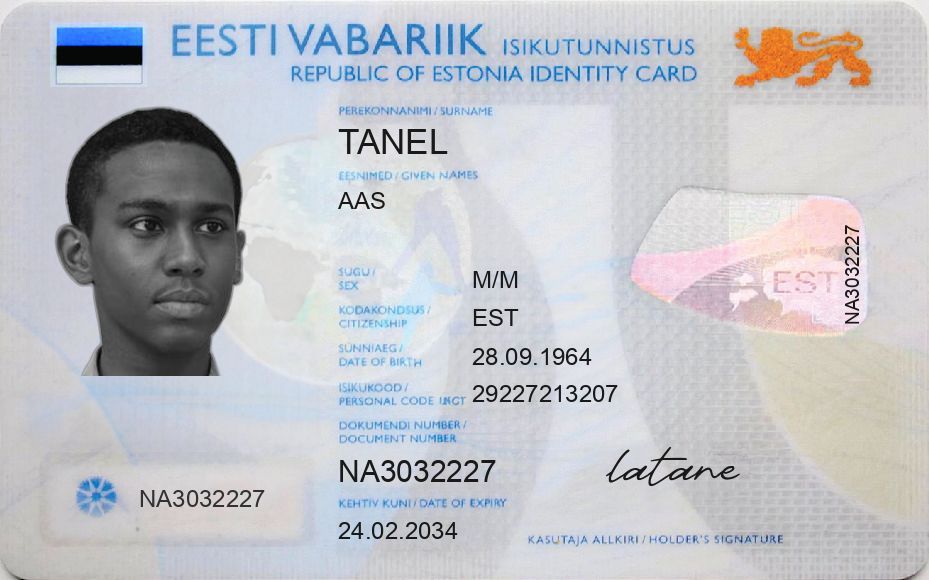 EESTI VABARIIK ISIKUTUNNISTUS
REPUBLIC OF ESTONIA IDENTITY CARD
PEREKONNANIMI / SURNAME
TANEL
EESNIMED / GIVEN NAMES
AAS
SUGU /
SEX
M/M
KODAKONDSUS /
CITIZENSHIP
EST
SÜNNIAEG /
DATE OF BIRTH
28.09.1964
ISIKUKOOD /
PERSONAL CODE
29227213207
DOKUMENDI NUMBER /
DOCUMENT NUMBER
NA3032227
KEHTIV KUNI / DATE OF EXPIRY
24.02.2034
NA3032227
EST
NA3032227
latane
KASUTAJA ALLKIRI / HOLDER'S SIGNATURE